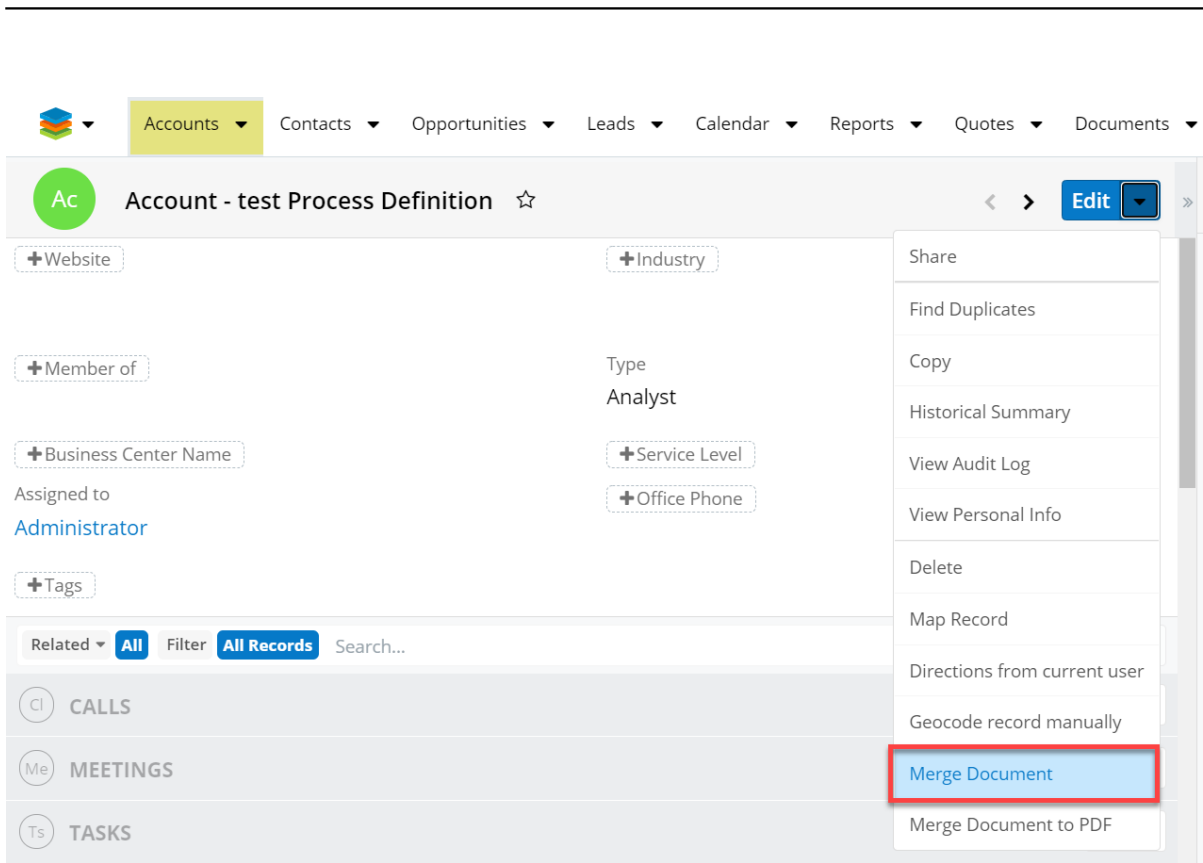 Accounts Contacts Opportunities Leads Calendar Reports Quotes Documents
Ac Account - test Process Definition Edit »
+Website +Industry
+Member of Type
Analyst
+Business Center Name +Service Level
Assigned to +Office Phone
Administrator
+Tags
Share
Find Duplicates
Copy
Historical Summary
View Audit Log
View Personal Info
Delete
Map Record
Directions from current user
Geocode record manually
Merge Document
Merge Document to PDF
Related All Filter All Records Search...
Cl CALLS
Me MEETINGS
Ts TASKS